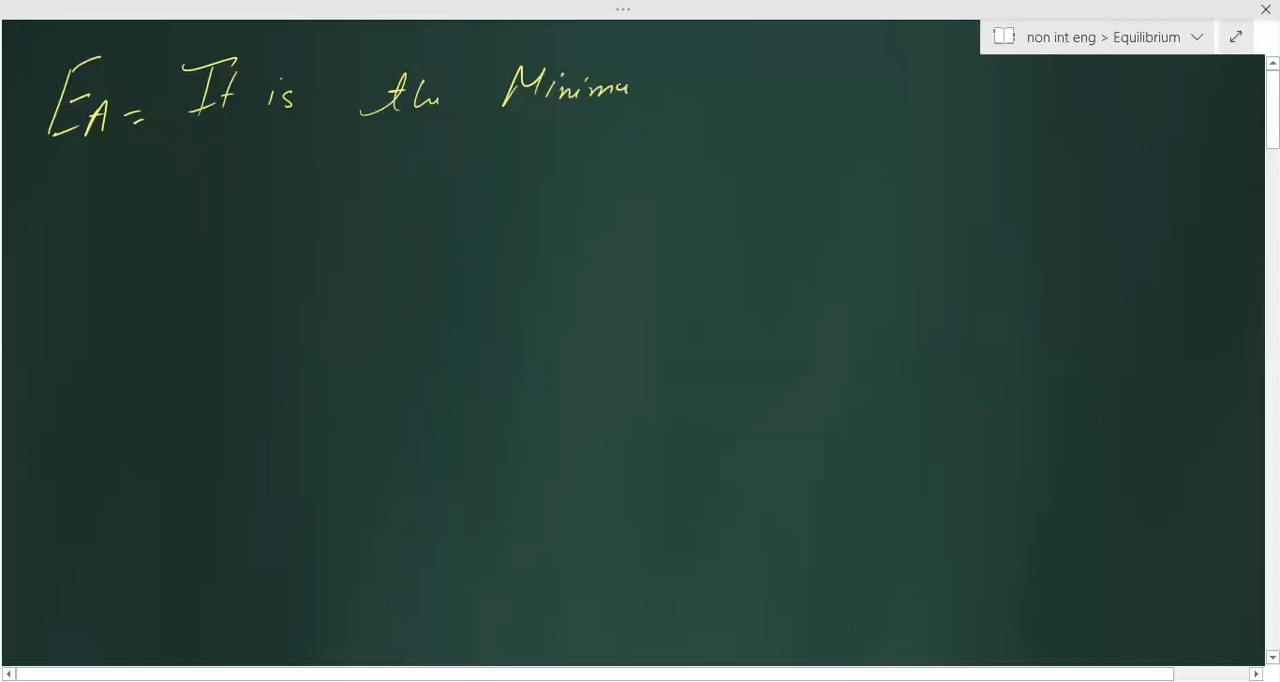 non int eng > Equilibrium
EA = It is the Minima